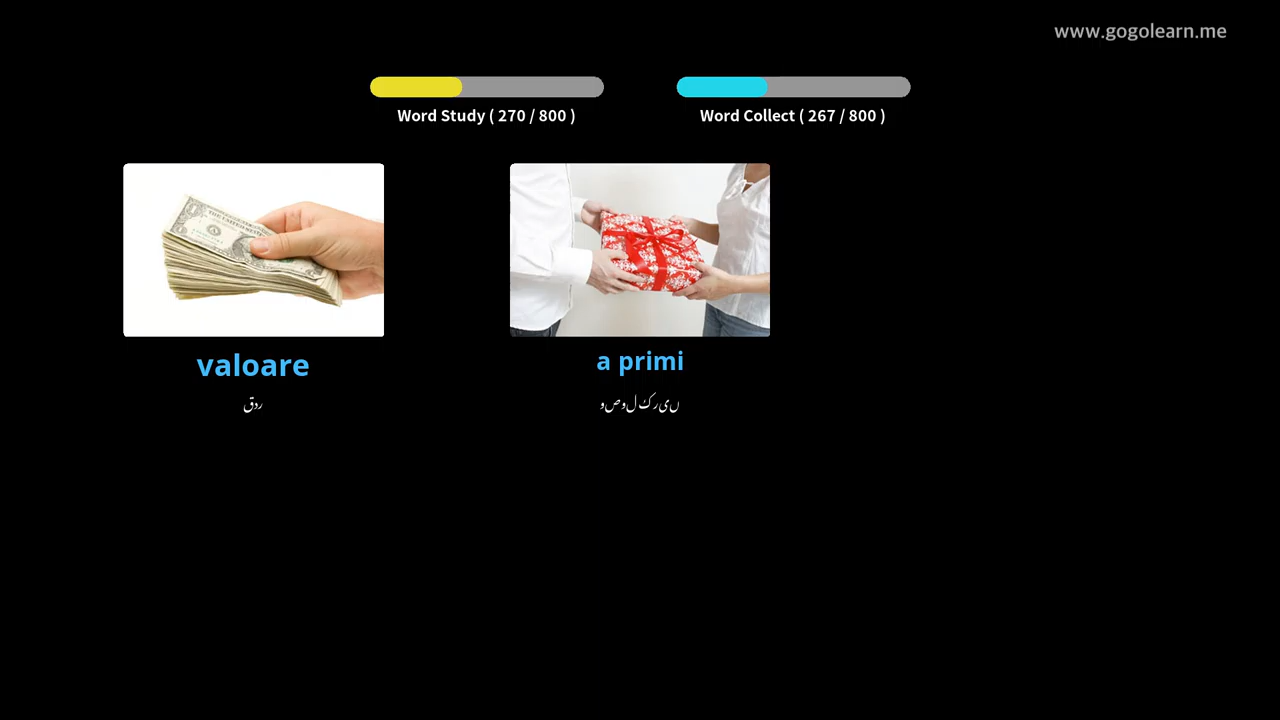 www.gogolearn.me
Word Study ( 270 / 800 )
Word Collect ( 267 / 800 )
valoare
قدر
a primi
وصول کریں